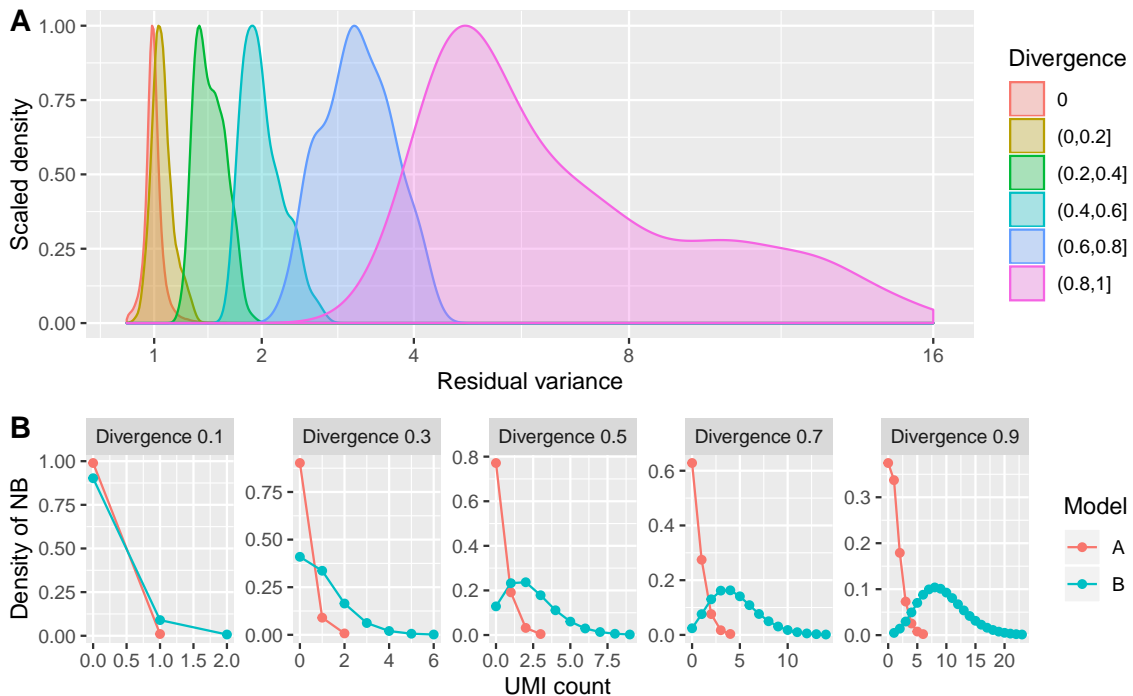 A
Scaled density
1.00
0.75
0.50
0.25
0.00
1 2 4 8 16
Residual variance
Divergence
0
(0,0.2]
(0.2,0.4]
(0.4,0.6]
(0.6,0.8]
(0.8,1]
B
Density of NB
Divergence 0.1
1.00
0.75
0.50
0.25
0.00
0.0 0.5 1.0 1.5 2.0
Divergence 0.3
0.75
0.50
0.25
0.00
0 2 4 6
Divergence 0.5
0.8
0.6
0.4
0.2
0.0
0.0 2.5 5.0 7.5
Divergence 0.7
0.6
0.4
0.2
0.0
0 5 10
Divergence 0.9
0.3
0.2
0.1
0.0
0 5 10 15 20
UMI count
Model
A
B